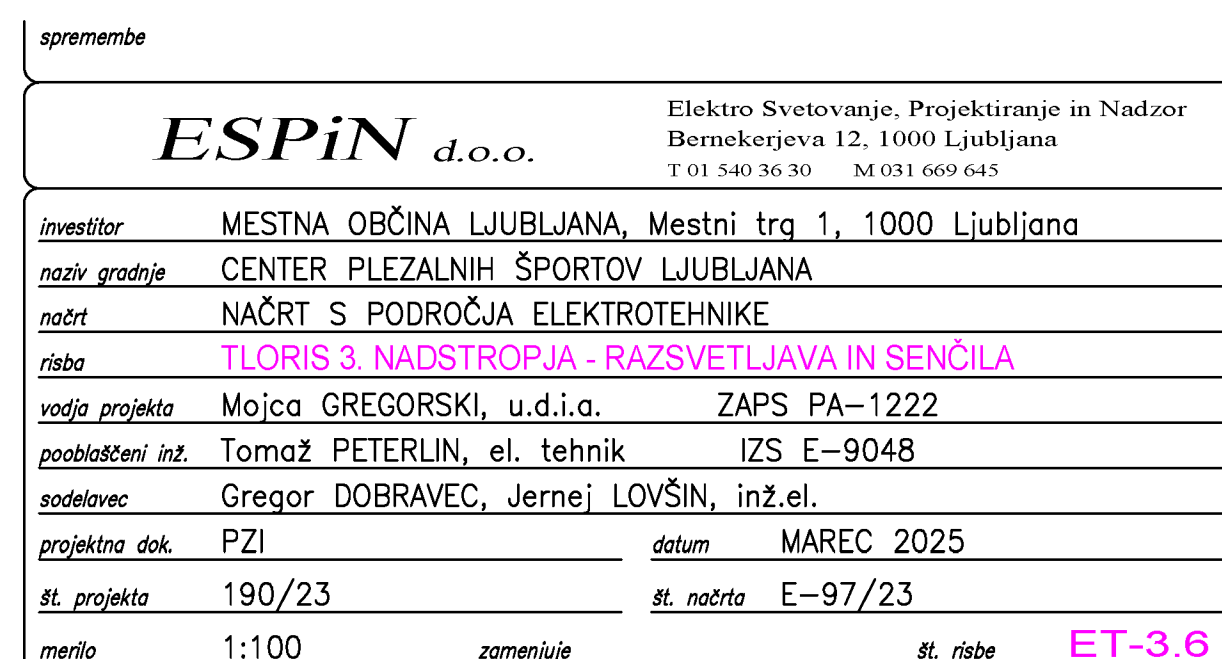 spremembe
ESPiN d.o.o.
Elektro Svetovanje, Projektiranje in Nadzor
Bernekerjeva 12, 1000 Ljubljana
T 01 540 36 30 M 031 669 645
investitor MESTNA OBČINA LJUBLJANA, Mestni trg 1, 1000 Ljubljana
naziv gradnje CENTER PLEZALNIH ŠPORTOV LJUBLJANA
načrt NAČRT S PODROČJA ELEKTROTEHNIKE
risba TLORIS 3. NADSTROPJA - RAZSVETLJAVA IN SENČILA
vodja projekta Mojca GREGORSKI, u.d.i.a. ZAPS PA-1222
pooblaščeni inž. Tomaž PETERLIN, el. tehnik IZS E-9048
sodelavec Gregor DOBRAVEC, Jernej LOVŠIN, inž.el.
projektna dok. PZI datum MAREC 2025
št. projekta 190/23 št. načrta E-97/23
merilo 1:100 zamenjuje št. risbe ET-3.6